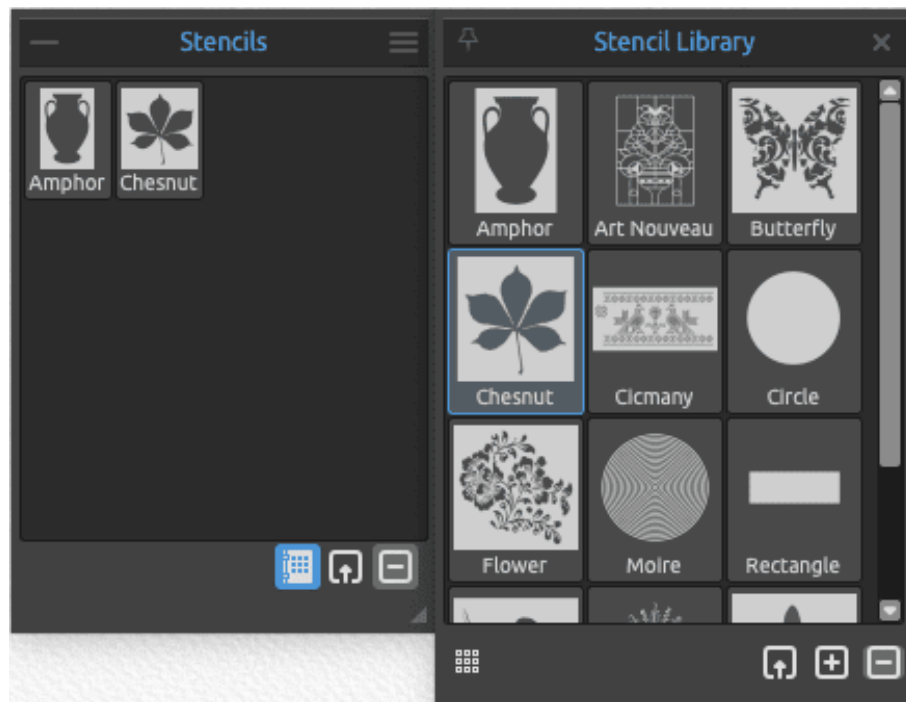 Stencils
Amphor Chesnut
Stencil Library
Amphor Art Nouveau Butterfly
Chesnut Cicmany Circle
Flower Moire Rectangle